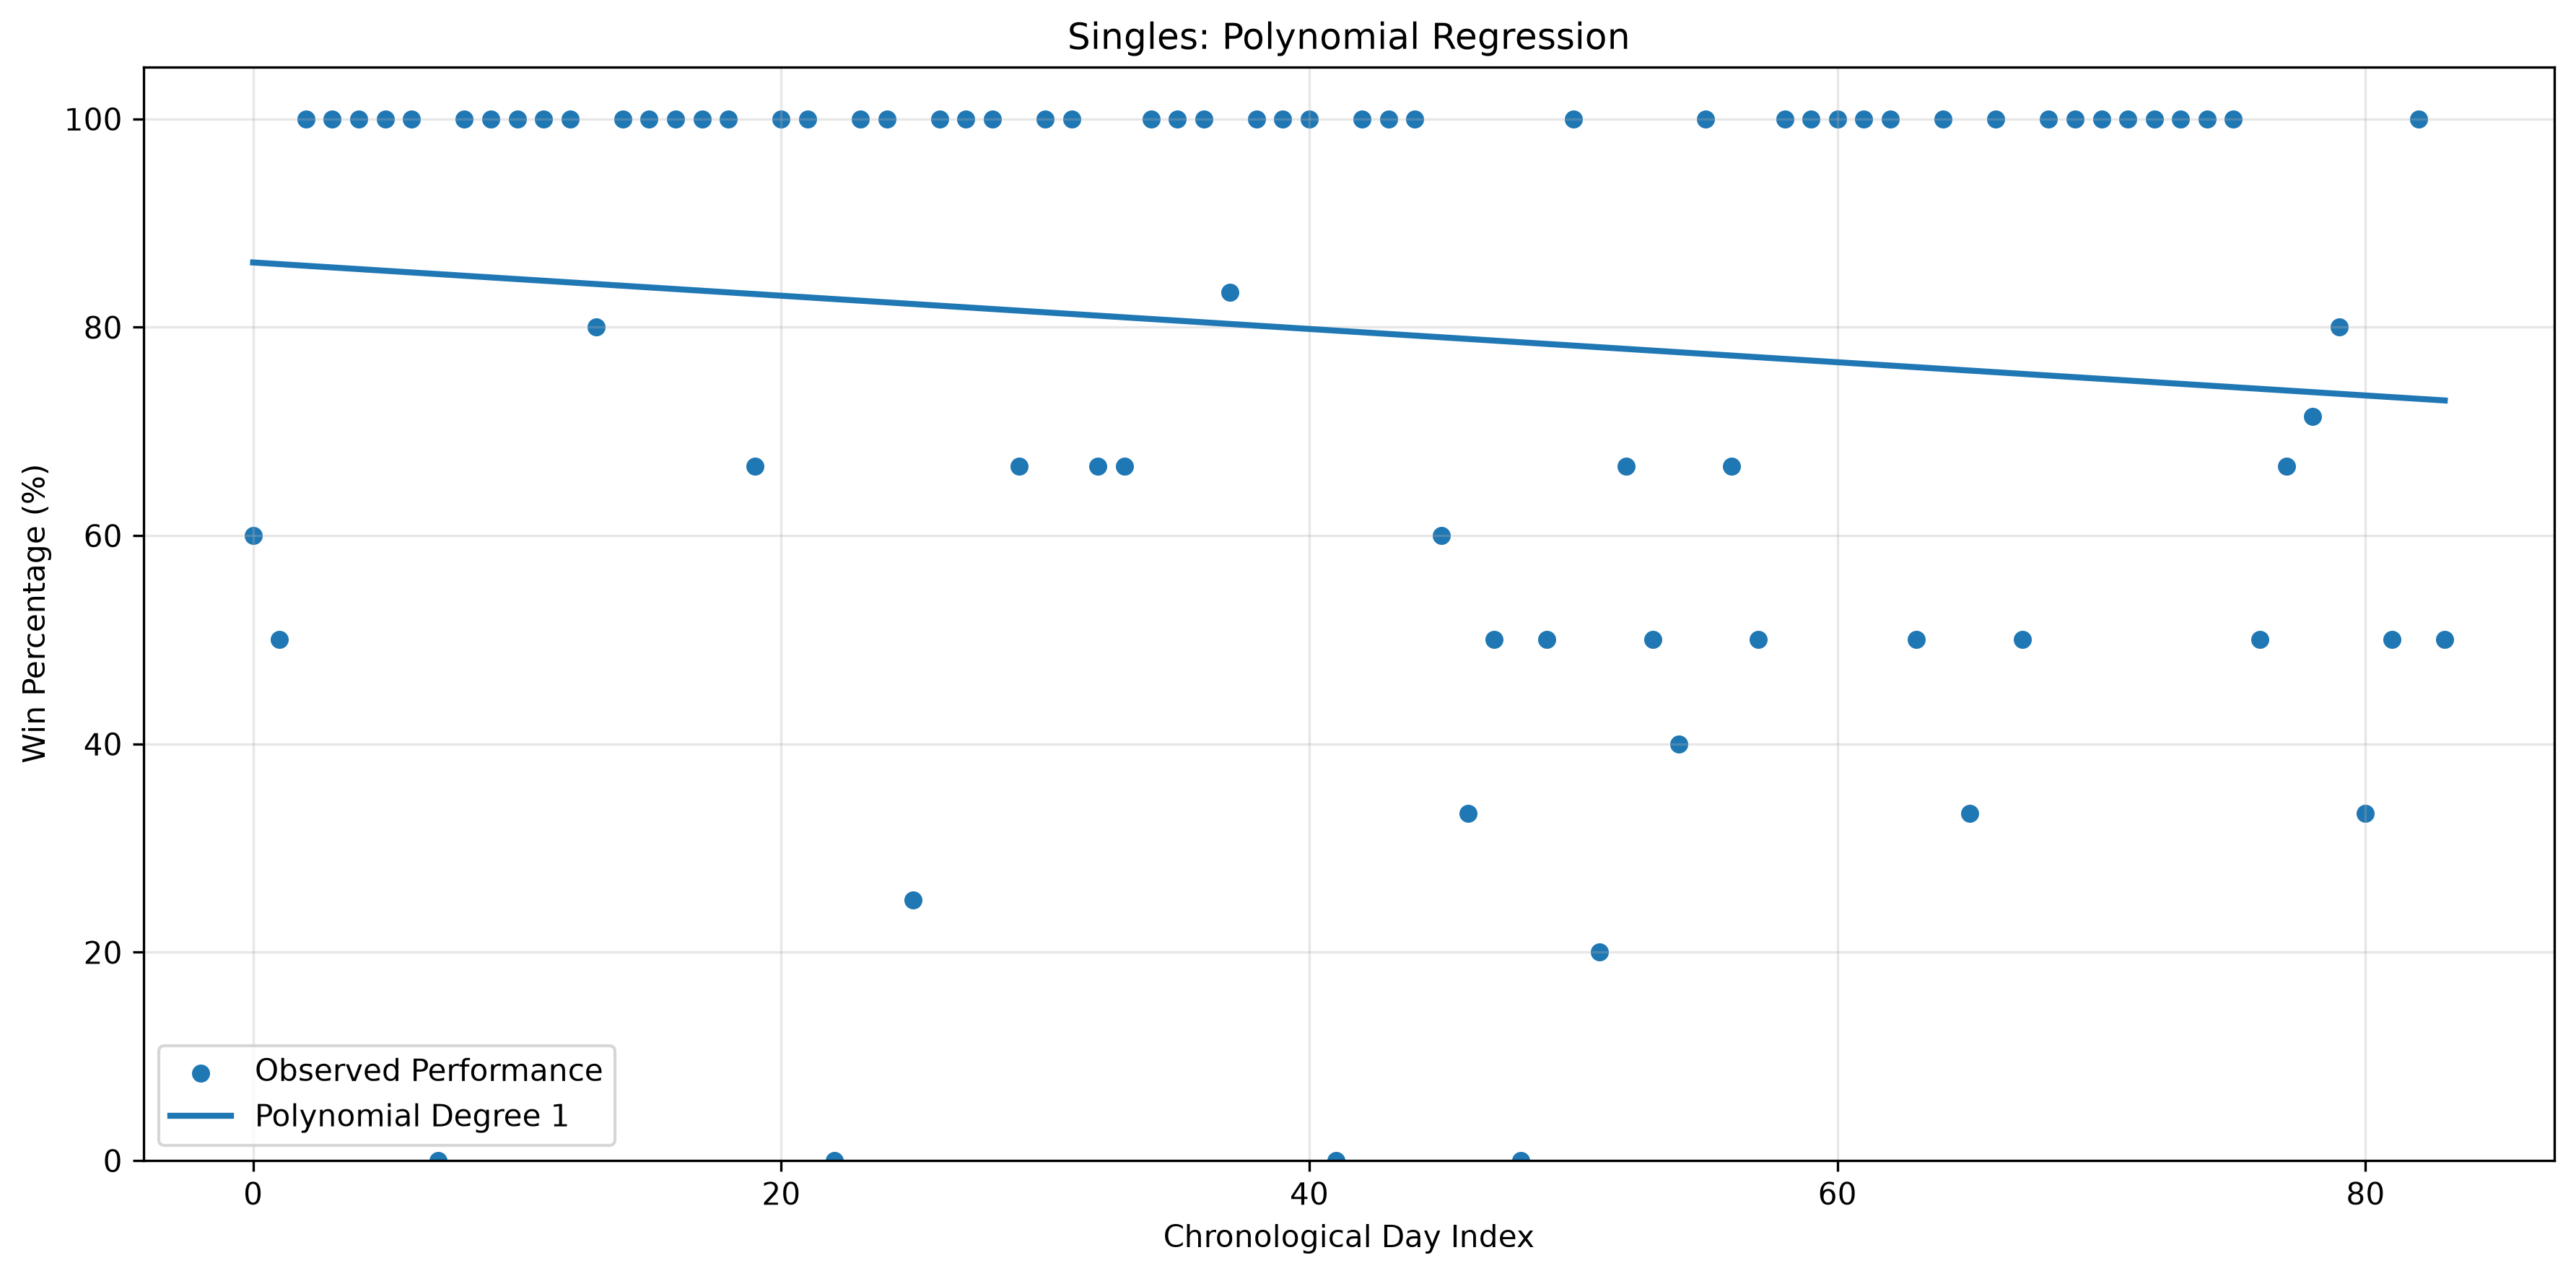 Singles: Polynomial Regression
100
80
60
40
20
0
Win Percentage (%)
Observed Performance
Polynomial Degree 1
0 20 40 60 80
Chronological Day Index